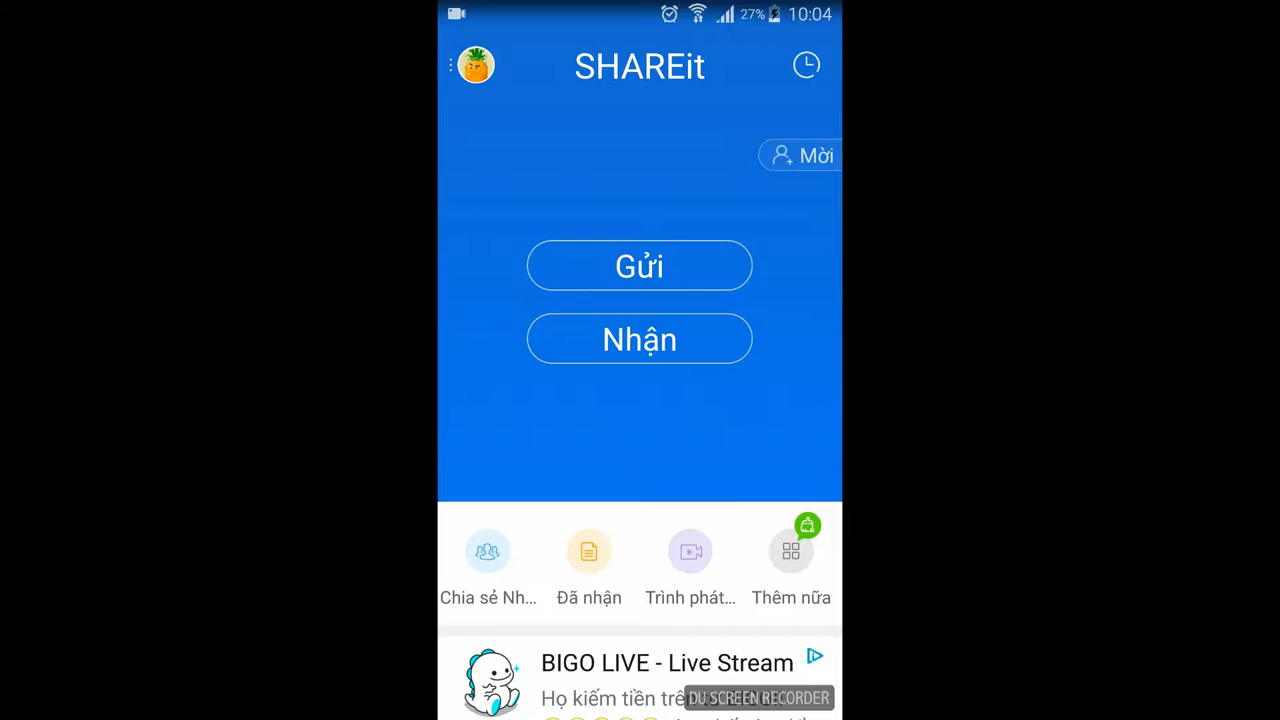 27% 10:04
SHAREit
Mời
Gửi
Nhận
Chia sẻ Nh... Đã nhận Trình phát... Thêm nữa
BIGO LIVE - Live Stream
Họ kiếm tiền
DU SCREEN RECORDER